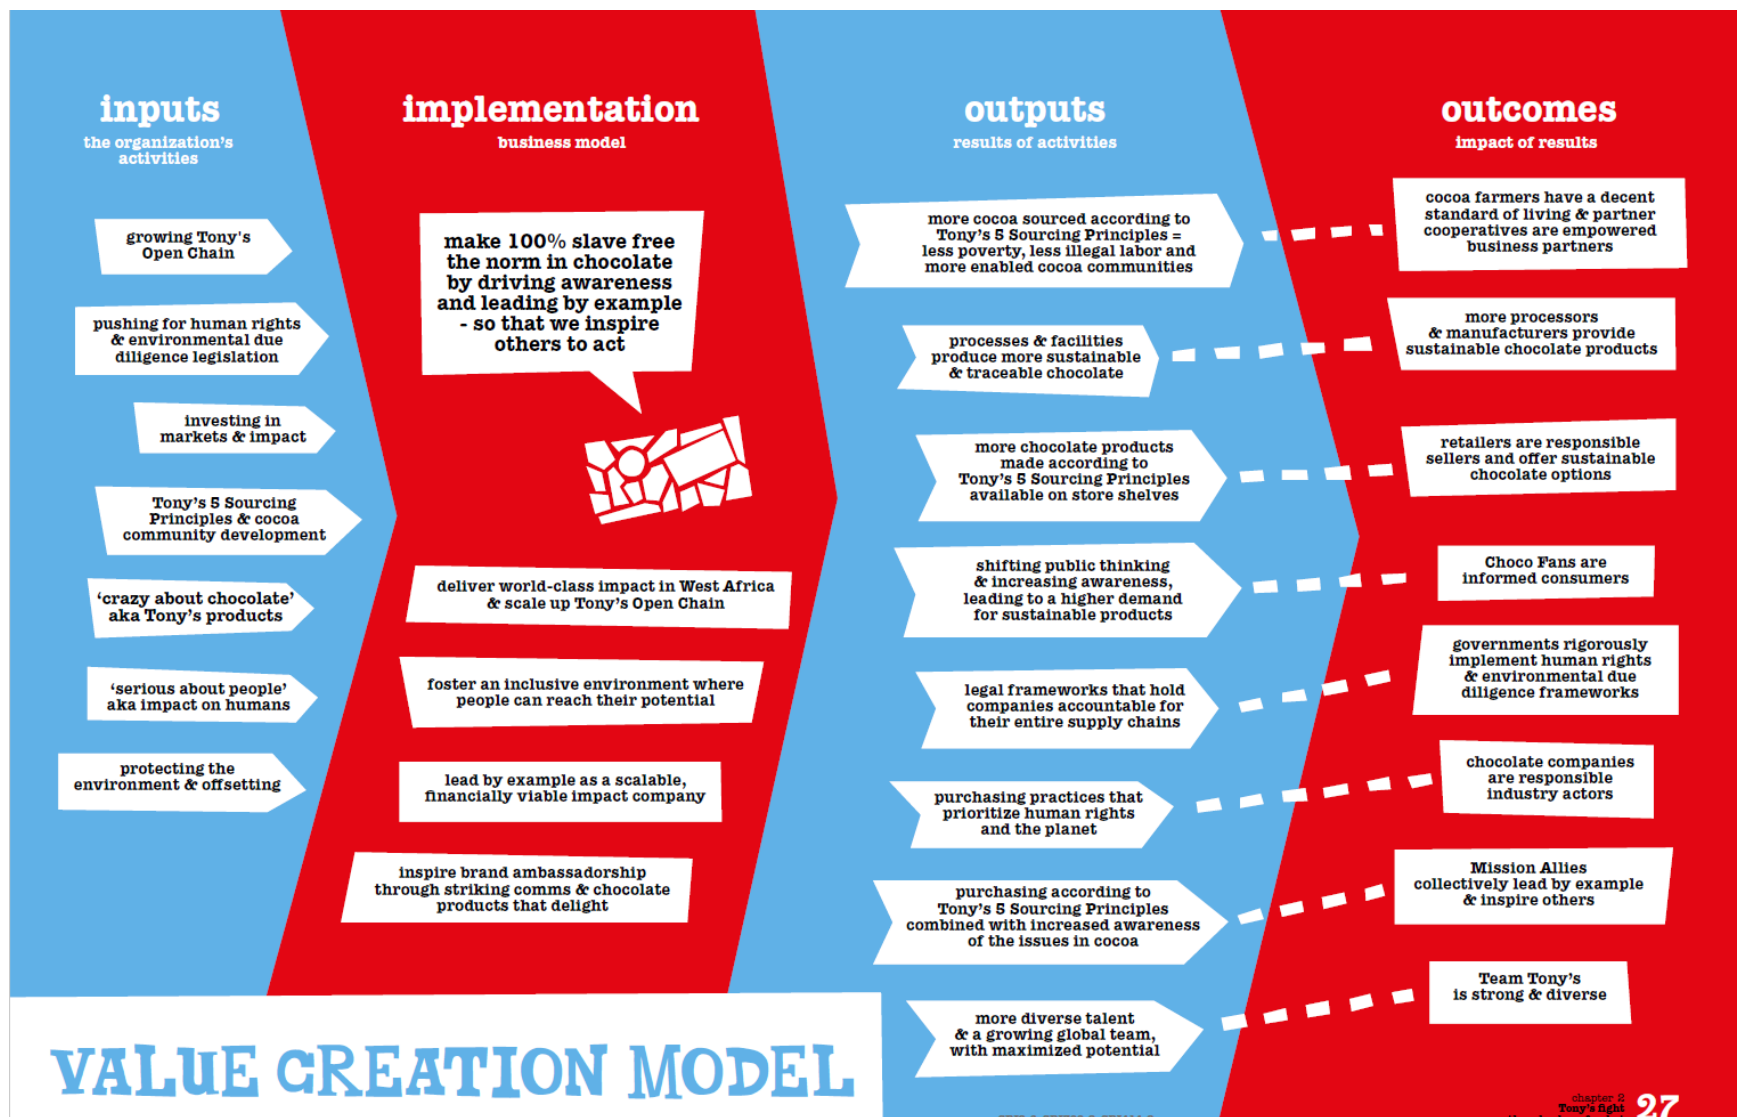 inputs
the organization's
activities
growing Tony's
Open Chain
pushing for human rights
& environmental due
diligence legislation
investing in
markets & impact
Tony's 5 Sourcing
Principles & cocoa
community development
'crazy about chocolate'
aka Tony's products
'serious about people'
aka impact on humans
protecting the
environment & offsetting
implementation
business model
make 100% slave free
the norm in chocolate
by driving awareness
and leading by example
- so that we inspire
others to act
deliver world-class impact in West Africa
& scale up Tony's Open Chain
foster an inclusive environment where
people can reach their potential
lead by example as a scalable,
financially viable impact company
inspire brand ambassadorship
through striking comms & chocolate
products that delight
outputs
results of activities
more cocoa sourced according to
Tony's 5 Sourcing Principles =
less poverty, less illegal labor and
more enabled cocoa communities
processes & facilities
produce more sustainable
& traceable chocolate
more chocolate products
made according to
Tony's 5 Sourcing Principles
available on store shelves
shifting public thinking
& increasing awareness,
leading to a higher demand
for sustainable products
legal frameworks that hold
companies accountable for
their entire supply chains
purchasing practices that
prioritize human rights
and the planet
purchasing according to
Tony's 5 Sourcing Principles
combined with increased awareness
of the issues in cocoa
more diverse talent
& a growing global team,
with maximized potential
outcomes
impact of results
cocoa farmers have a decent
standard of living & partner
cooperatives are empowered
business partners
more processors
& manufacturers provide
sustainable chocolate products
retailers are responsible
sellers and offer sustainable
chocolate options
Choco Fans are
informed consumers
governments rigorously
implement human rights
& environmental due
diligence frameworks
chocolate companies
are responsible
industry actors
Mission Allies
collectively lead by example
& inspire others
Team Tony's
is strong & diverse
VALUE CREATION MODEL
chapter 2
Tony's fight
27